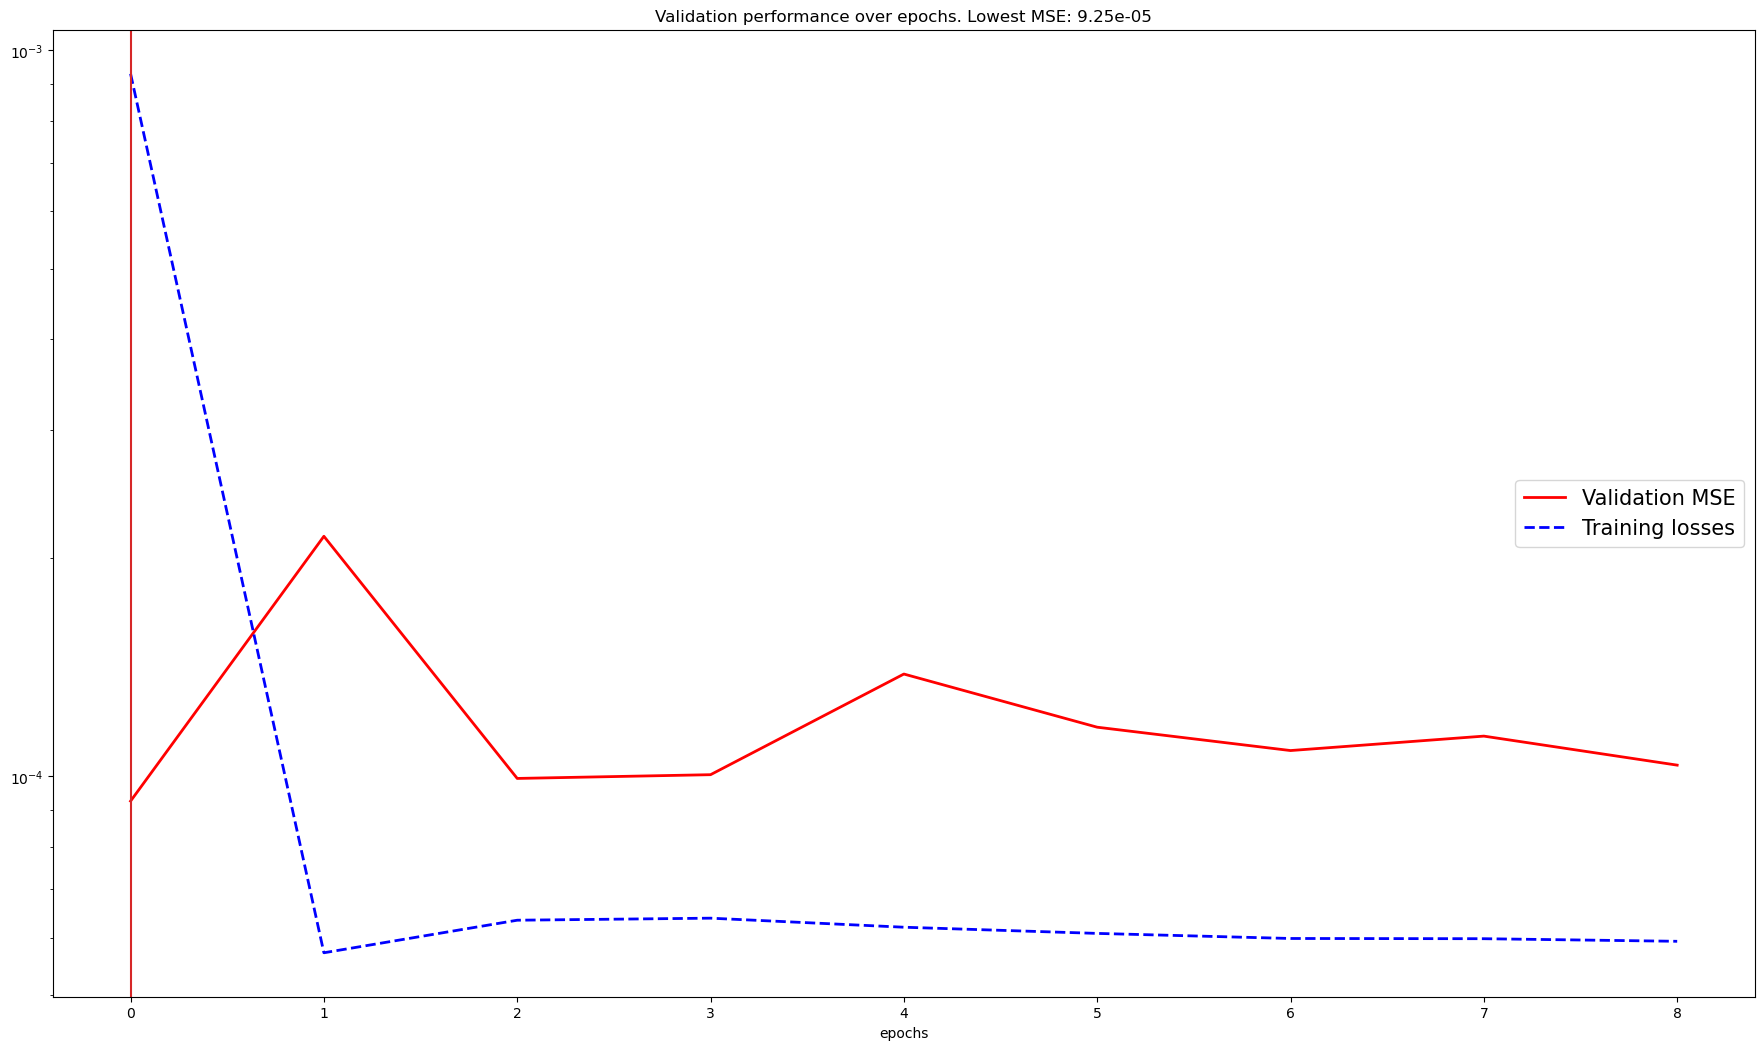 Validation performance over epochs. Lowest MSE: 9.25e-05
10⁻³
10⁻⁴
Validation MSE
Training losses
0 1 2 3 4 5 6 7 8
epochs